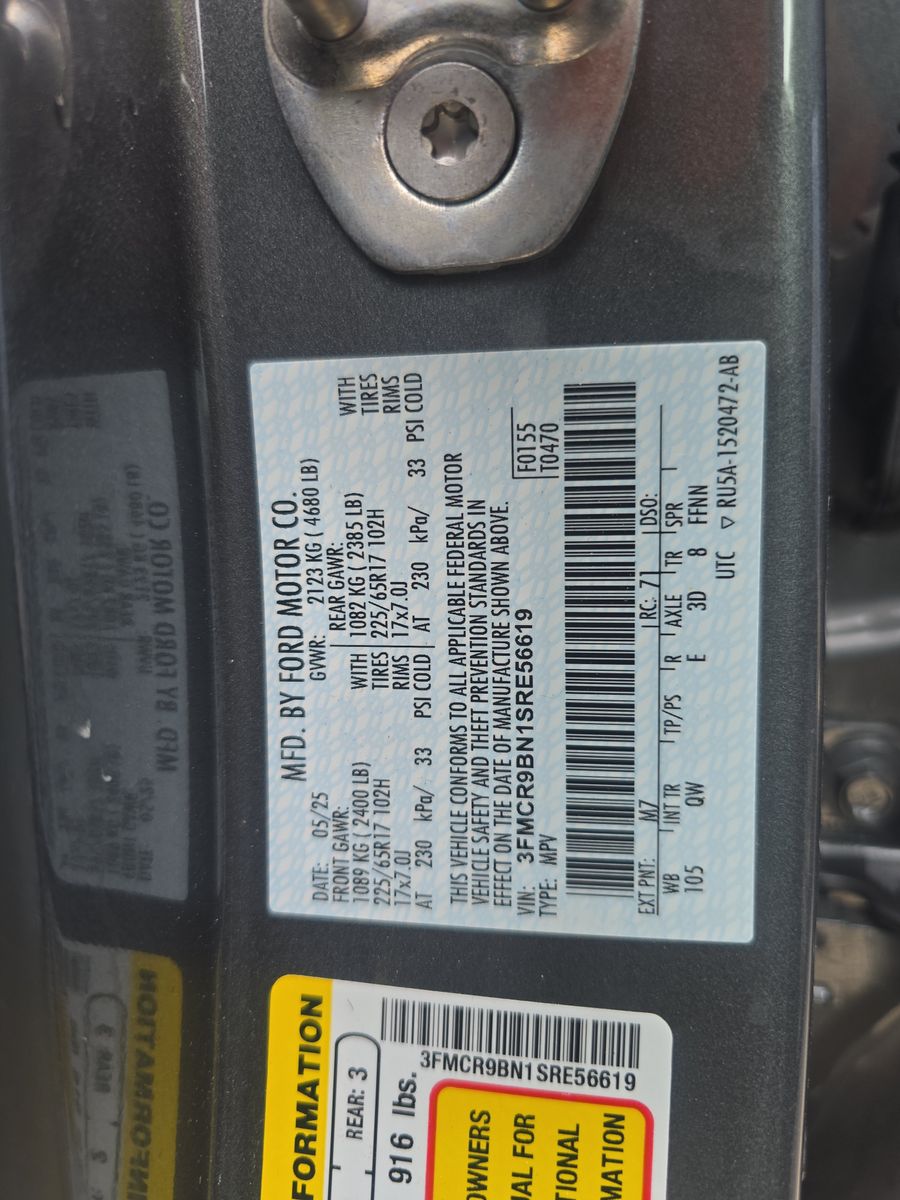 MFD. BY FORD MOTOR CO.
DATE: 05/25 GVWR: 2123 KG ( 4680 LB)
FRONT GAWR: REAR GAWR:
1089 KG ( 2400 LB) WITH 1082 KG ( 2385 LB) WITH
225/65R17 102H TIRES 225/65R17 102H TIRES
17x7.0J RIMS 17x7.0J RIMS
AT 230 kPa/ 33 PSI COLD AT 230 kPa/ 33 PSI COLD
THIS VEHICLE CONFORMS TO ALL APPLICABLE FEDERAL MOTOR
VEHICLE SAFETY AND THEFT PREVENTION STANDARDS IN
EFFECT ON THE DATE OF MANUFACTURE SHOWN ABOVE.
VIN: 3FMCR9BN1SRE56619 F0155
TYPE: MPV T0470
EXT PNT: M7 RC: 71 DSO:
WB INT TR TP/PS R AXLE TR SPR
105 QW E 3D 8 FFNN
UTC ▽ RU5A-1520472-AB
FORMATION
REAR: 3
916 lbs.
3FMCR9BN1SRE56619
OWNERS
FOR